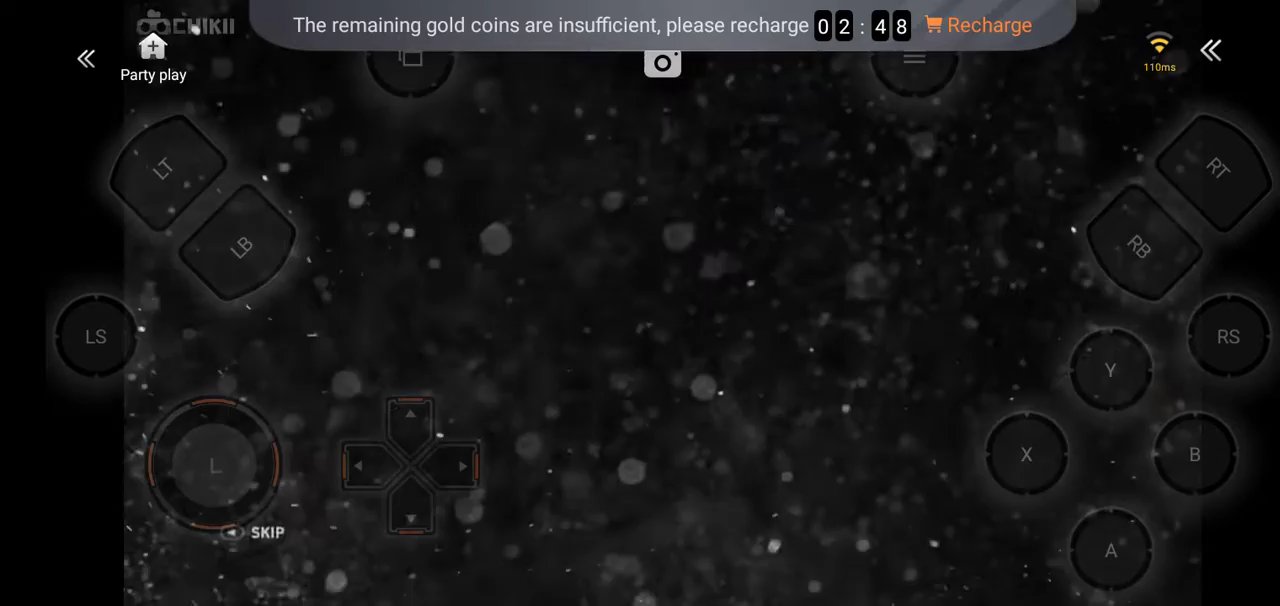 CHIKII
The remaining gold coins are insufficient, please recharge 02:48 Recharge
Party play
110ms
LT
RT
LB
RB
LS
RS
Y
L
X
B
SKIP
A